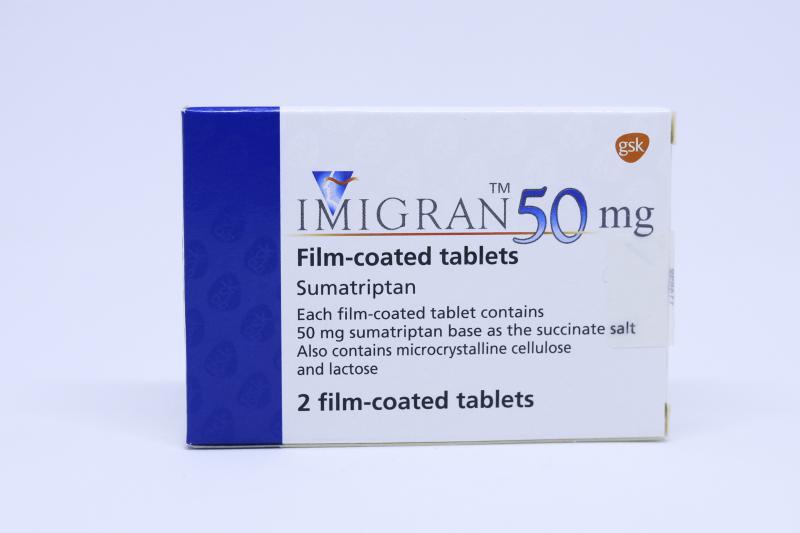 gsk
IMIGRAN™ 50 mg
Film-coated tablets
Sumatriptan
Each film-coated tablet contains
50 mg sumatriptan base as the succinate salt
Also contains microcrystalline cellulose
and lactose
2 film-coated tablets